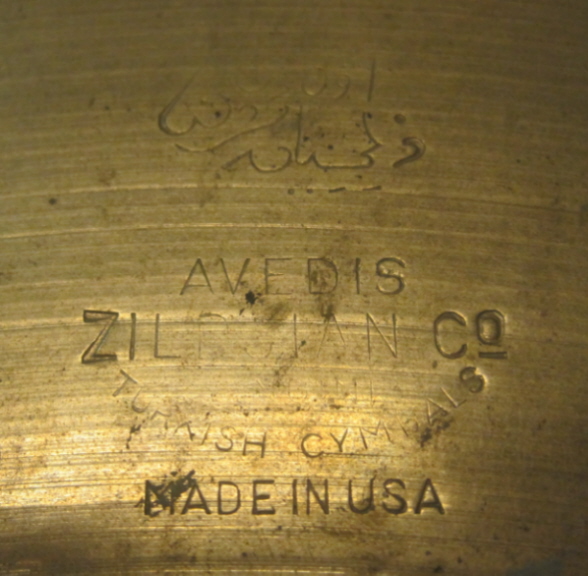 AVEDIS
ZILDJIAN Co
TURKISH CYMBALS
MADE IN USA